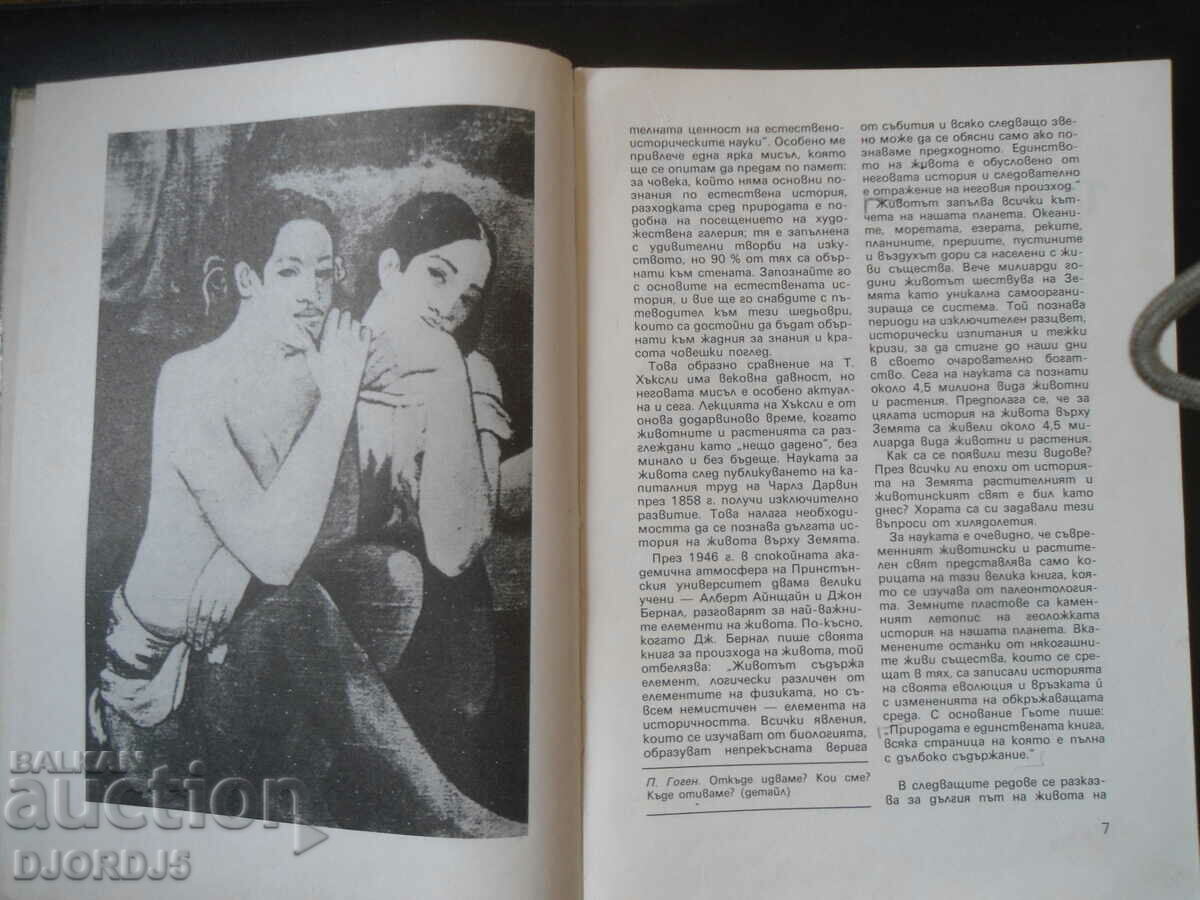 телната ценност на естествено-
историческите науки“. Особено ме
привлече една ярка мисъл, която
ще се опитам да предам по памет:
за човека, който няма основни по-
знания по естествена история,
разходката сред природата е по-
добна на посещението на худо-
жествена галерия; тя е запълнена
с удивителни творби на изку-
ството, но 90 % от тях са обър-
нати към стената. Запознайте го
с основите на естествената ис-
тория, и вие ще го снабдите с пъ-
теводител към тези шедьоври,
които са достойни да бъдат обър-
нати към жадния за знания и кра-
сота човешки поглед.
Това образно сравнение на Т.
Хъксли има вековна давност, но
неговата мисъл е особено актуал-
на и сега. Лекцията на Хъксли е от
онова додарвиново време, когато
животните и растенията са раз-
глеждани като „нещо дадено“, без
минало и без бъдеще. Науката за
живота след публикуването на ка-
питалния труд на Чарлз Дарвин
през 1858 г. получи изключително
развитие. Това налага необходи-
мостта да се познава дългата ис-
тория на живота върху Земята.
През 1946 г. в спокойната ака-
демична атмосфера на Принстън-
ския университет двама велики
учени — Алберт Айнщайн и Джон
Бернал, разговарят за най-важни-
те елементи на живота. По-късно,
когато Дж. Бернал пише своята
книга за произхода на живота, той
отбелязва: „Животът съдържа
елемент, логически различен от
елементите на физиката, но съ-
всем немистичен — елемента на
историчността. Всички явления,
които се изучават от биологията,
образуват непрекъсната верига
П. Гоген. Откъде идваме? Кои сме?
Къде отиваме? (детайл)
от събития и всяко следващо зве-
но може да се обясни само ако по-
знаваме предходното. Единство-
то на живота е обусловено от
неговата история и следователно
е отражение на неговия произход.“
Животът запълва всички кът-
чета на нашата планета. Океани-
те, моретата, езерата, реките,
планините, прериите, пустините
и въздухът дори са населени с жи-
ви същества. Вече милиарди го-
дини животът шествува на Зе-
мята като уникална самооргани-
зираща се система. Той познава
периоди на изключителен разцвет,
исторически изпитания и тежки
кризи, за да стигне до наши дни
в своето очарователно богат-
ство. Сега на науката са познати
около 4,5 милиона вида животни
и растения. Предполага се, че за
цялата история на живота върху
Земята са живели около 4,5 ми-
лиарда вида животни и растения.
Как са се появили тези видове?
През всички ли епохи от история-
та на Земята растителният и
животинският свят е бил като
днес? Хората са си задавали тези
въпроси от хилядолетия.
За науката е очевидно, че съвре-
менният животински и растите-
лен свят представлява само ко-
рицата на тази велика книга, коя-
то се изучава от палеонтология-
та. Земните пластове са камен-
ният летопис на геоложката
история на нашата планета. Вка-
менените останки от някогашни-
те живи същества, които се сре-
щат в тях, са записали историята
на своята еволюция и връзката ѝ
с измененията на обкръжаващата
среда. С основание Гьоте пише:
„Природата е единствената книга,
всяка страница на която е пълна
с дълбоко съдържание.“
В следващите редове се разказ-
ва за дългия път на живота на
7
BALKAN
auction
DJORDJ5